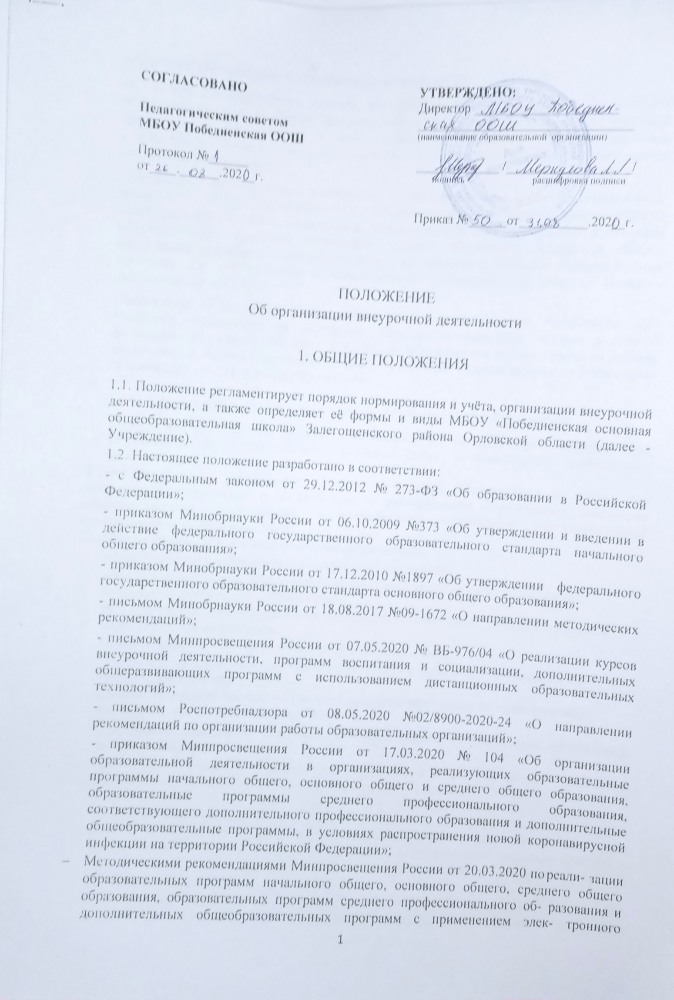 СОГЛАСОВАНО
Педагогическим советом
МБОУ Победненская ООШ
Протокол № 1
от 26 . 08 .2020 г.
УТВЕРЖДЕНО:
Директор МБОУ Победнен
ская ООШ
(наименование образовательной организации)
/ Меркулова Л. /
подпись расшифровка подписи
Приказ № 50 от 31.08 .2020 г.
ПОЛОЖЕНИЕ
Об организации внеурочной деятельности
1. ОБЩИЕ ПОЛОЖЕНИЯ
1.1. Положение регламентирует порядок нормирования и учёта, организации внеурочной
деятельности, а также определяет её формы и виды МБОУ «Победненская основная
общеобразовательная школа» Залегощенского района Орловской области (далее -
Учреждение).
1.2. Настоящее положение разработано в соответствии:
- с Федеральным законом от 29.12.2012 № 273-ФЗ «Об образовании в Российской
Федерации»;
- приказом Минобрнауки России от 06.10.2009 №373 «Об утверждении и введении в
действие федерального государственного образовательного стандарта начального
общего образования»;
- приказом Минобрнауки России от 17.12.2010 №1897 «Об утверждении федерального
государственного образовательного стандарта основного общего образования»;
- письмом Минобрнауки России от 18.08.2017 №09-1672 «О направлении методических
рекомендаций»;
- письмом Минпросвещения России от 07.05.2020 № ВБ-976/04 «О реализации курсов
внеурочной деятельности, программ воспитания и социализации, дополнительных
общеразвивающих программ с использованием дистанционных образовательных
технологий»;
- письмом Роспотребнадзора от 08.05.2020 №02/8900-2020-24 «О направлении
рекомендаций по организации работы образовательных организаций»;
- приказом Минпросвещения России от 17.03.2020 № 104 «Об организации
образовательной деятельности в организациях, реализующих образовательные
программы начального общего, основного общего и среднего общего образования,
образовательные программы среднего профессионального образования,
соответствующего дополнительного профессионального образования и дополнительные
общеобразовательные программы, в условиях распространения новой коронавирусной
инфекции на территории Российской Федерации»;
– Методическими рекомендациями Минпросвещения России от 20.03.2020 по реали- зации
образовательных программ начального общего, основного общего, среднего общего
образования, образовательных программ среднего профессионального об- разования и
дополнительных общеобразовательных программ с применением элек- тронного
1